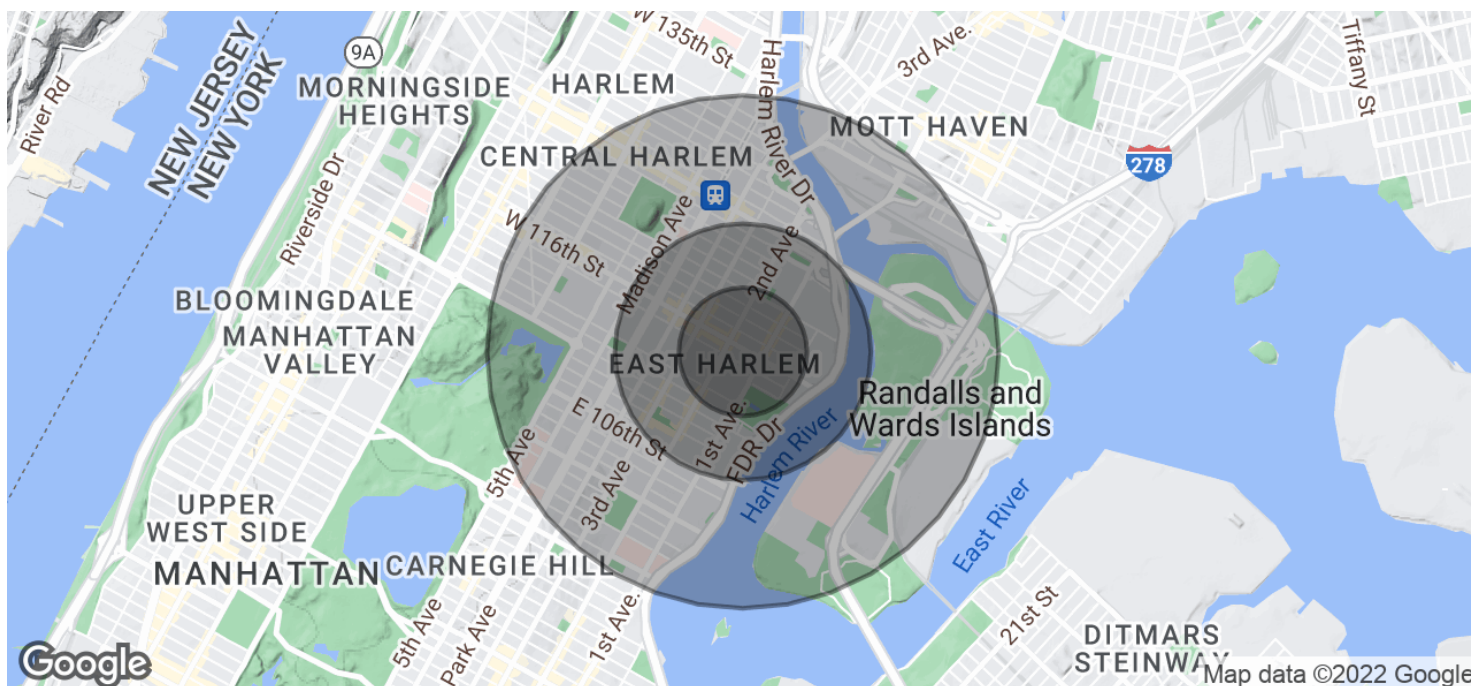 W 135th St
Harlem River Dr
3rd Ave.
Tiffany St
River Rd
NEW JERSEY
NEW YORK
9A
MORNINGSIDE
HEIGHTS
HARLEM
MOTT HAVEN
CENTRAL HARLEM
278
Riverside Dr
W 116th St
Madison Ave
2nd Ave
BLOOMINGDALE
MANHATTAN
VALLEY
EAST HARLEM
Randalls and
Wards Islands
E 106th St
1st Ave.
FDR Dr
Harlem River
5th Ave
3rd Ave
UPPER
WEST SIDE
East River
MANHATTAN
CARNEGIE HILL
5th Ave
Park Ave
1st Ave.
21st St
DITMARS
STEINWAY
Google
Map data ©2022 Google